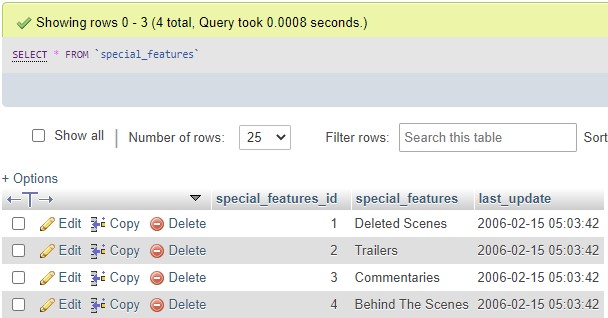 Showing rows 0 - 3 (4 total, Query took 0.0008 seconds.)
SELECT * FROM `special_features`
Show all | Number of rows: 25 Filter rows: Search this table Sort
+ Options
←T→ special_features_id special_features last_update
Edit Copy Delete 1 Deleted Scenes 2006-02-15 05:03:42
Edit Copy Delete 2 Trailers 2006-02-15 05:03:42
Edit Copy Delete 3 Commentaries 2006-02-15 05:03:42
Edit Copy Delete 4 Behind The Scenes 2006-02-15 05:03:42